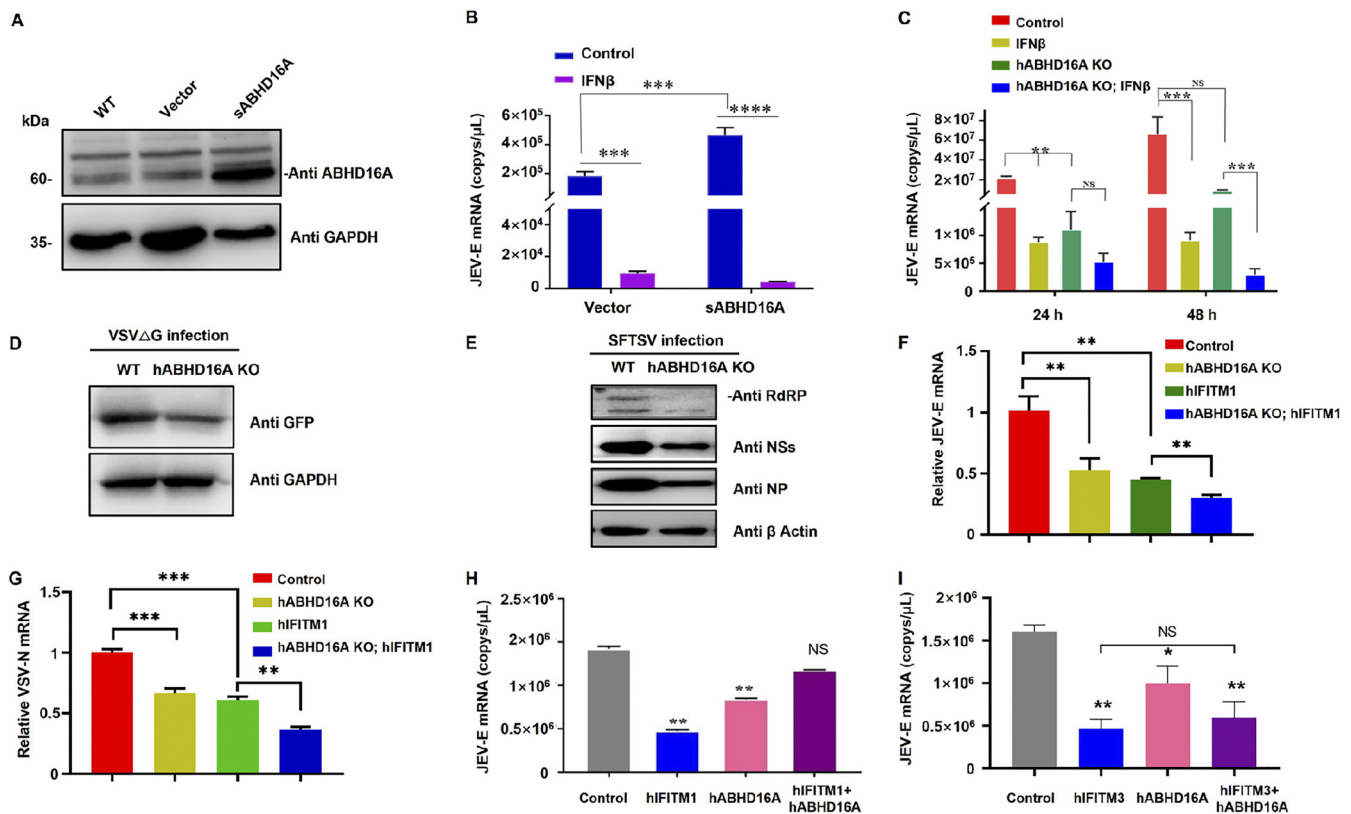 A
WT
Vector
sABHD16A
kDa
60-
-Anti ABHD16A
35-
Anti GAPDH
B
Control
IFNβ
JEV-E mRNA (copys/μL)
6×10⁵
4×10⁵
2×10⁵
4×10⁴
2×10⁴
0
***
***
****
Vector
sABHD16A
C
Control
IFNβ
hABHD16A KO
hABHD16A KO; IFNβ
JEV-E mRNA (copys/μL)
8×10⁷
6×10⁷
4×10⁷
2×10⁷
1×10⁶
5×10⁵
0
**
NS
NS
***
***
24 h
48 h
D
VSV△G infection
WT hABHD16A KO
Anti GFP
Anti GAPDH
E
SFTSV infection
WT hABHD16A KO
-Anti RdRP
Anti NSs
Anti NP
Anti β Actin
F
Control
hABHD16A KO
hIFITM1
hABHD16A KO; hIFITM1
Relative JEV-E mRNA
1.5
1
0.5
0
**
**
**
G
Control
hABHD16A KO
hIFITM1
hABHD16A KO; hIFITM1
Relative VSV-N mRNA
1.5
1
0.5
0
***
***
**
H
JEV-E mRNA (copys/μL)
2.5×10⁶
2×10⁶
1×10⁶
0.5×10⁶
0
**
**
NS
Control
hIFITM1
hABHD16A
hIFITM1+
hABHD16A
I
JEV-E mRNA (copys/μL)
2×10⁶
1.5×10⁶
1×10⁶
0.5×10⁶
0
NS
**
*
**
Control
hIFITM3
hABHD16A
hIFITM3+
hABHD16A